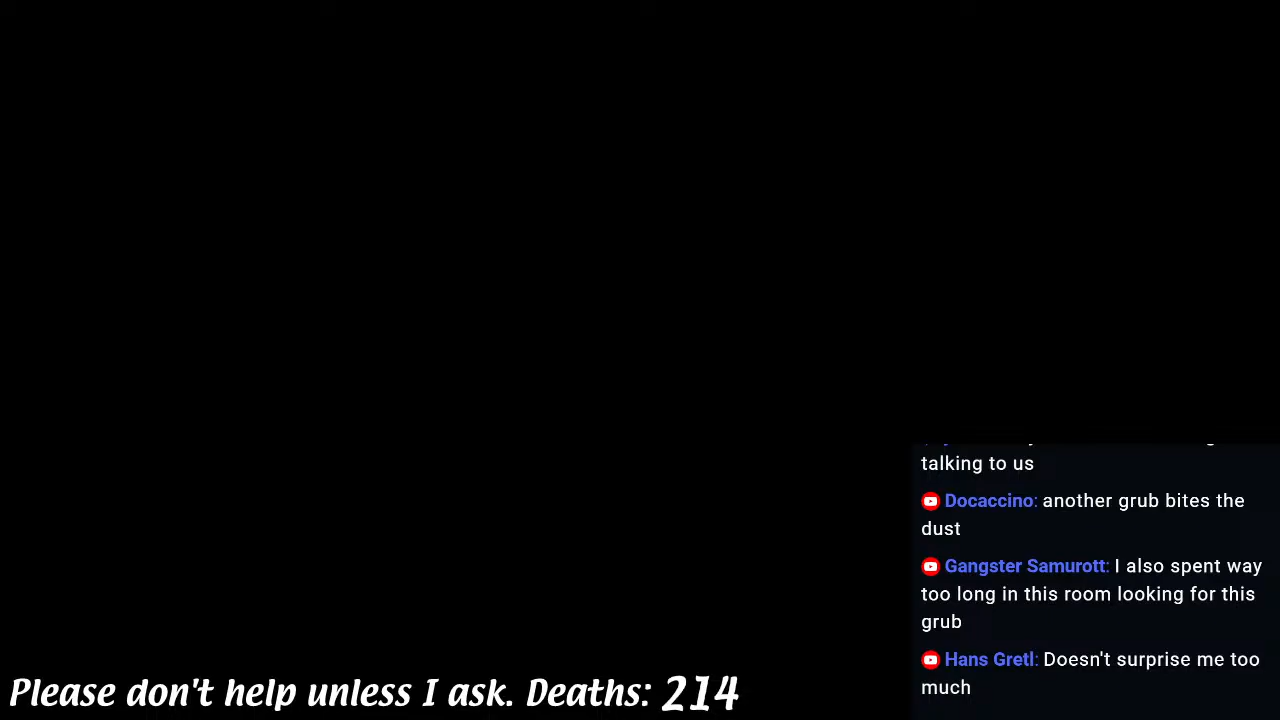 talking to us
Docaccino: another grub bites the
dust
Gangster Samurott: I also spent way
too long in this room looking for this
grub
Hans Gretl: Doesn't surprise me too
much
Please don't help unless I ask. Deaths: 214